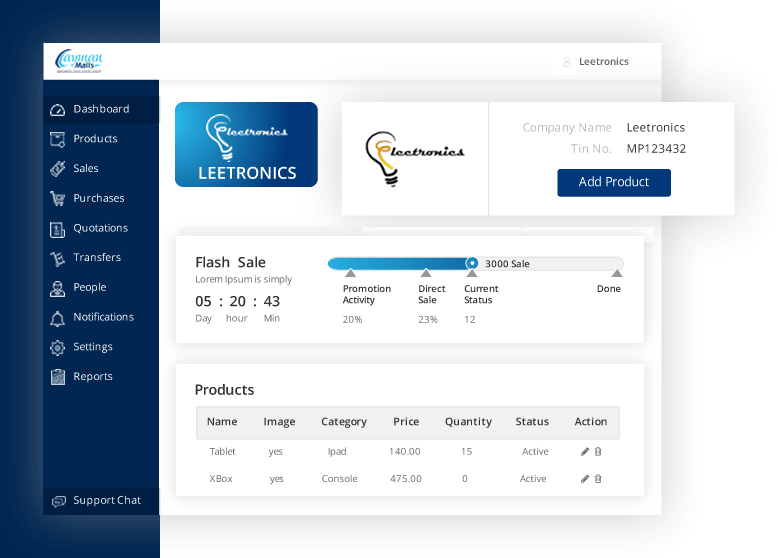 Cayman
Malls
Leetronics
Dashboard
Products
Sales
Purchases
Quotations
Transfers
People
Notifications
Settings
Reports
Support Chat
electronics
LEETRONICS
electronics
Company Name Leetronics
Tin No. MP123432
Add Product
Flash Sale
Lorem Ipsum is simply
05 : 20 : 43
Day hour Min
3000 Sale
Promotion Activity
Direct Sale
Current Status
Done
20% 23% 12
Products
Name Image Category Price Quantity Status Action
Tablet yes Ipad 140.00 15 Active
XBox yes Console 475.00 0 Active